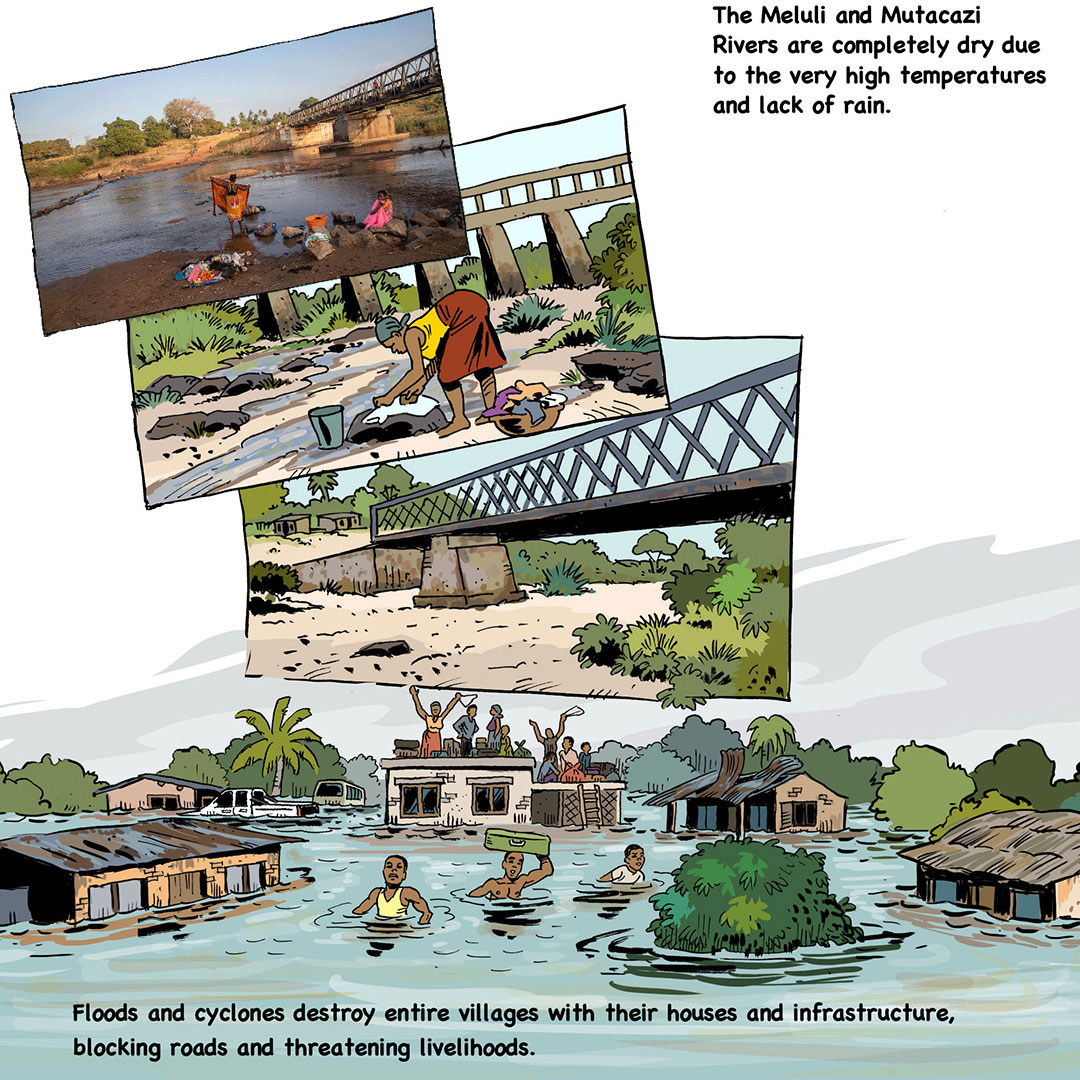 The Meluli and Mutacazi
Rivers are completely dry due
to the very high temperatures
and lack of rain.
Floods and cyclones destroy entire villages with their houses and infrastructure,
blocking roads and threatening livelihoods.